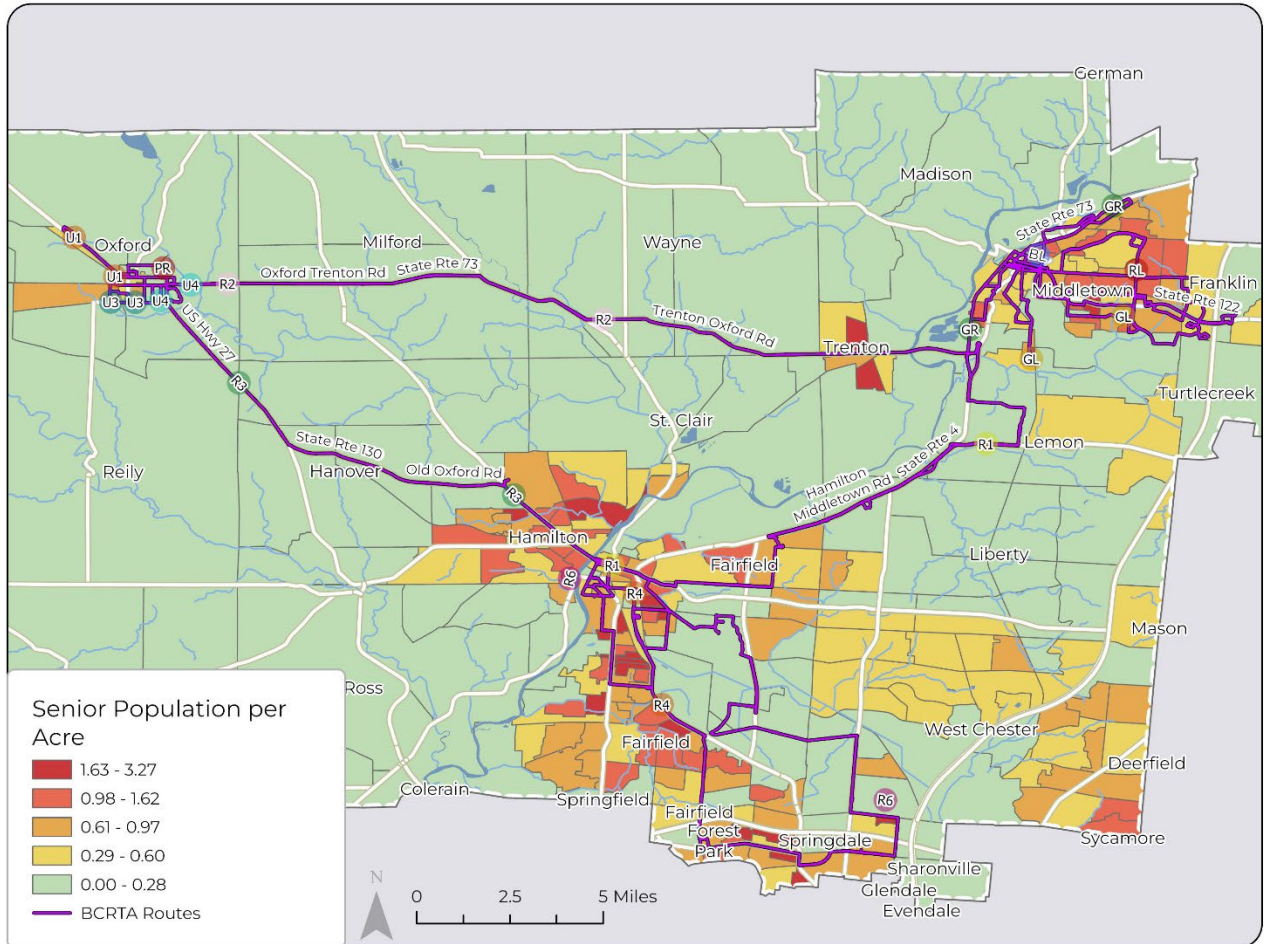 German
Madison
State Rte 73
GR
U1
Oxford
Milford
Wayne
BL
U1
PR
U4
R2
Oxford Trenton Rd
State Rte 73
RL
Middletown
Franklin
U3
U3
U4
State Rte 122
GL
US Hwy 27
R2
Trenton Oxford Rd
GR
Trenton
GL
R3
Turtlecreek
St. Clair
State Rte 130
R1
Lemon
Reily
Hanover
Old Oxford Rd
R3
Hamilton
Middletown Rd
State Rte 4
Hamilton
Liberty
R1
Fairfield
R6
R4
Mason
Ross
R4
West Chester
Fairfield
Deerfield
Colerain
Springfield
R6
Fairfield
Forest
Park
Springdale
Sycamore
Sharonville
Glendale
Evendale
Senior Population per
Acre
1.63 - 3.27
0.98 - 1.62
0.61 - 0.97
0.29 - 0.60
0.00 - 0.28
BCRTA Routes
N
0 2.5 5 Miles